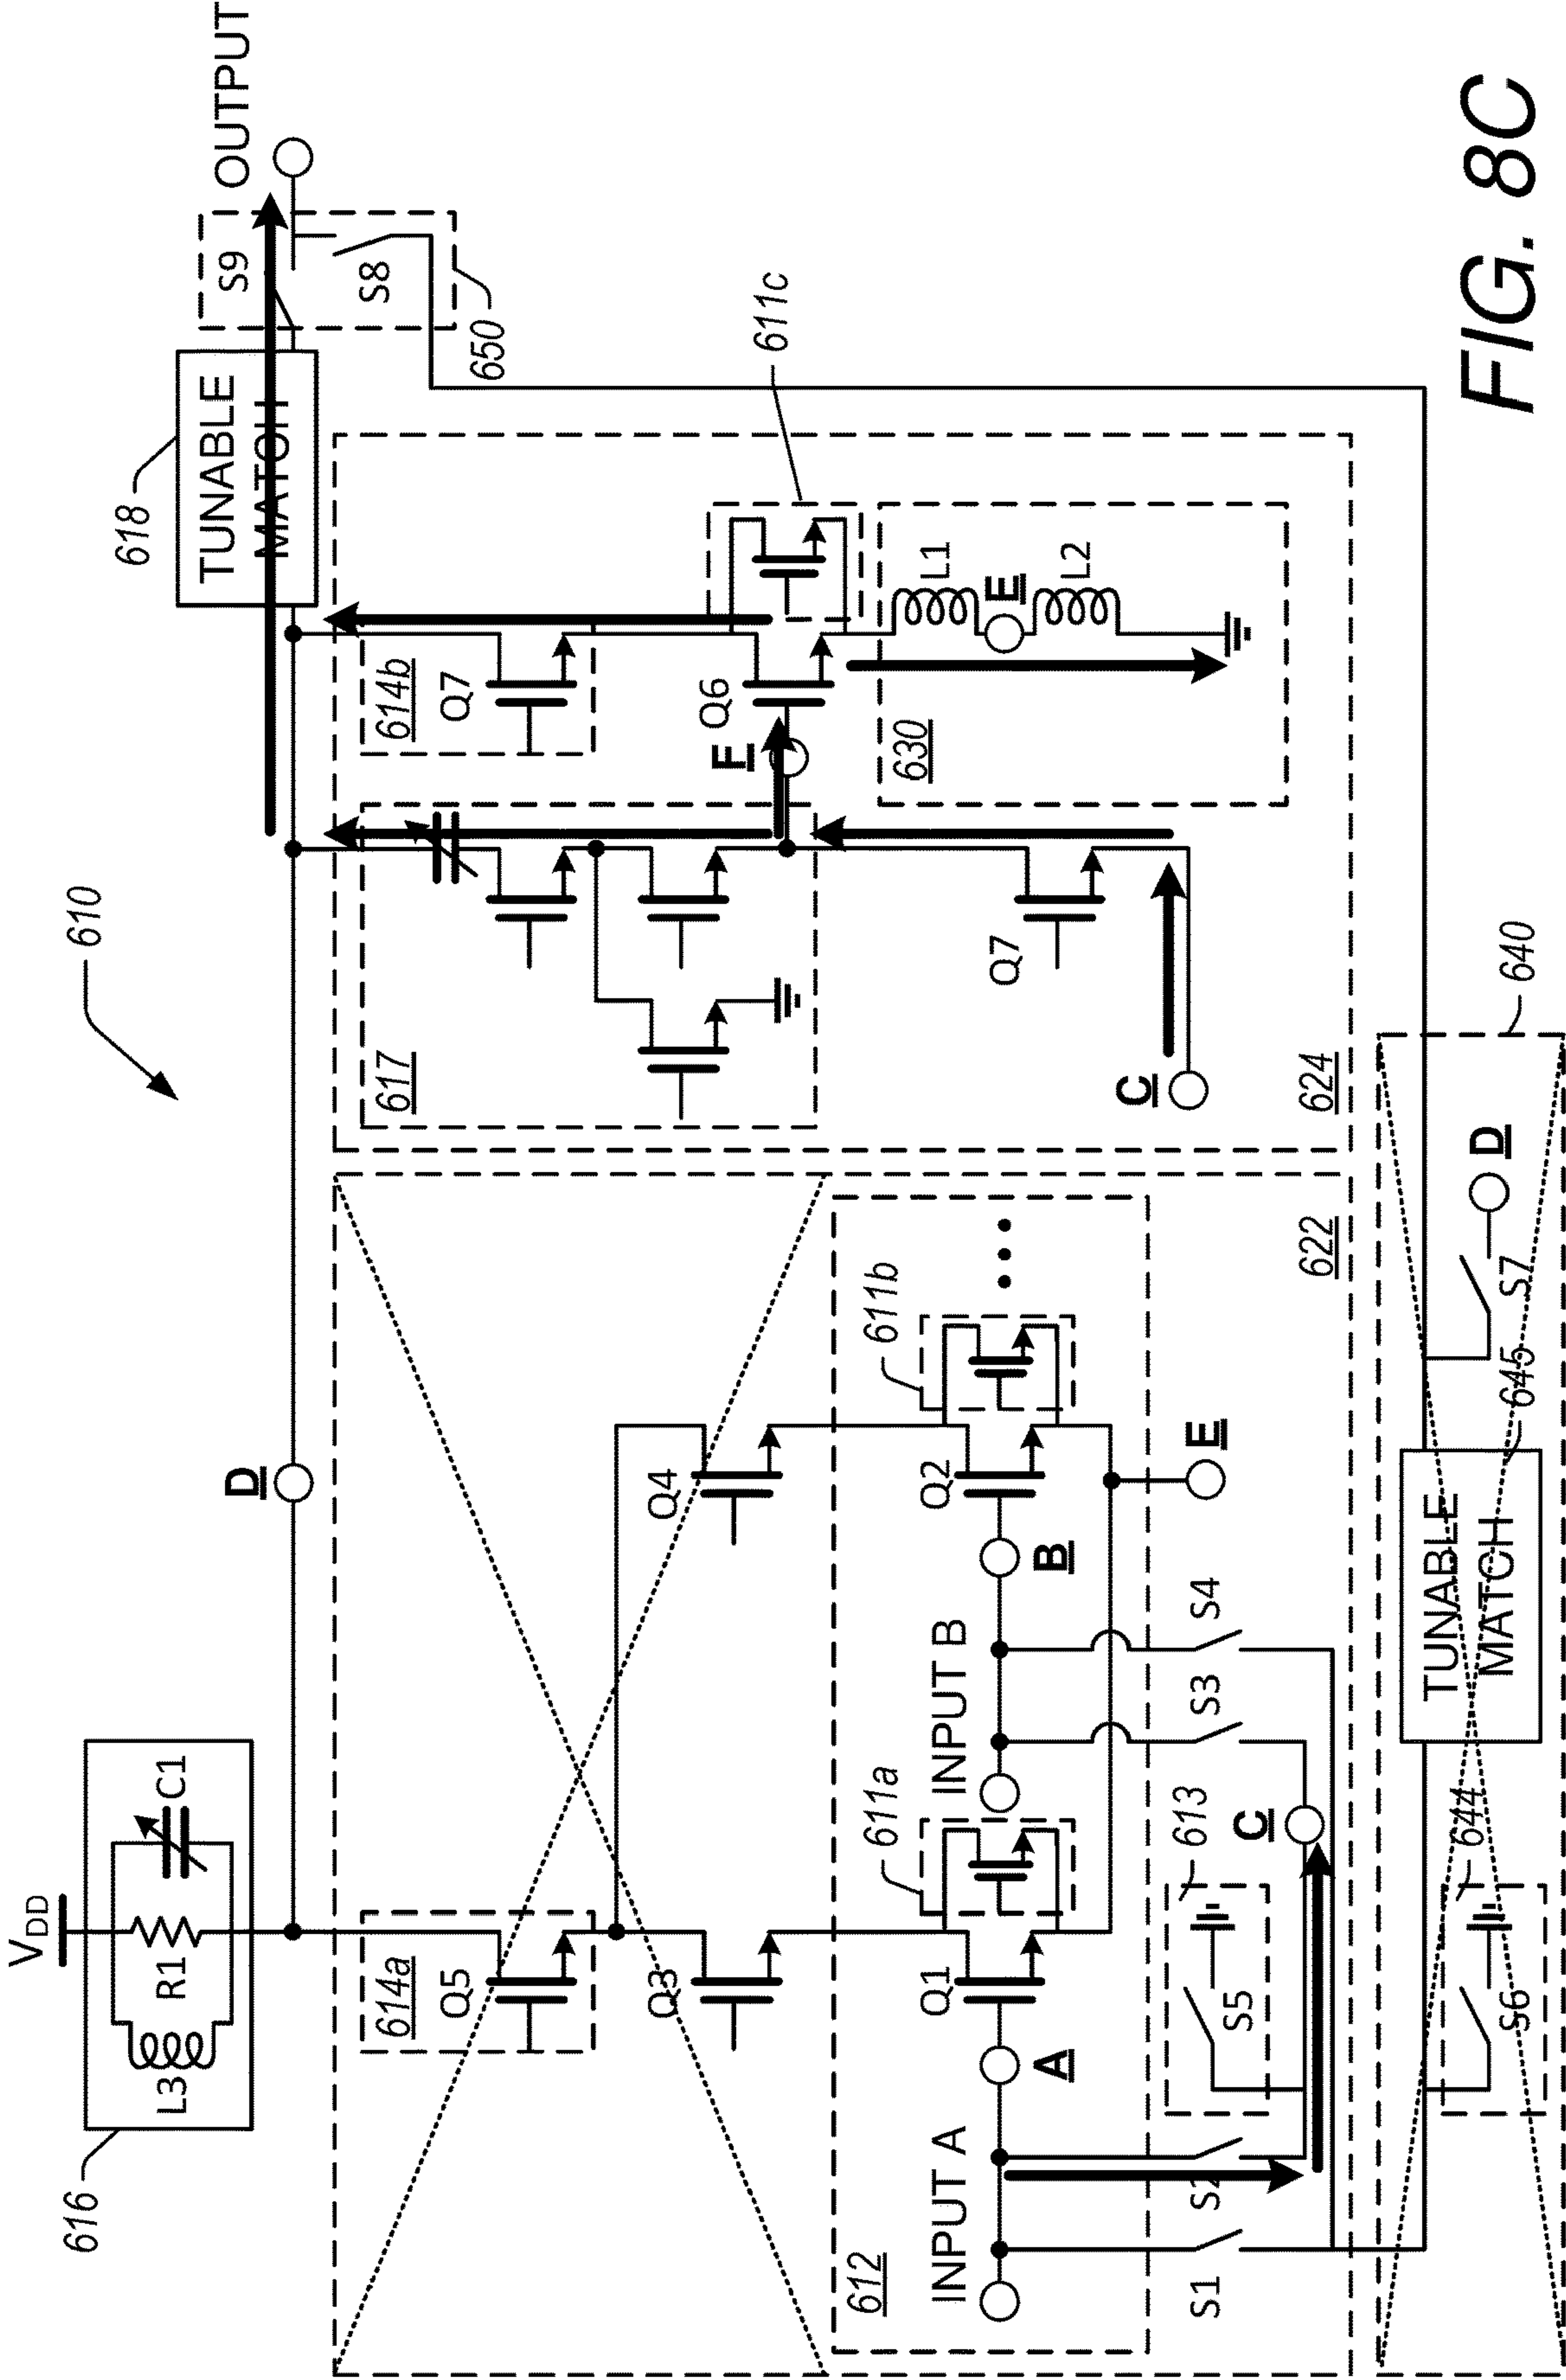 610
V_DD
616
L3
R1
C1
D
618
TUNABLE
MATCH
S9
OUTPUT
S8
650
614a
Q5
Q3
Q4
617
614b
Q7
F
Q6
611c
630
L1
E
L2
Q7
C
624
612
INPUT A
A
Q1
611a
INPUT B
B
Q2
611b
E
S1
S2
S5
613
C
S3
S4
622
S6
644
TUNABLE
MATCH
645
S7
D
640
FIG. 8C